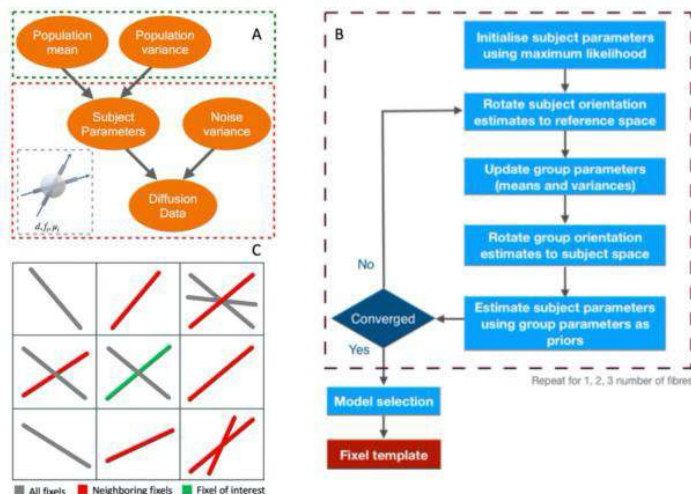 A
Population
mean
Population
variance
Subject
Parameters
Noise
variance
Diffusion
Data
B
Initialise subject parameters
using maximum likelihood
Rotate subject orientation
estimates to reference space
Update group parameters
(means and variances)
Rotate group orientation
estimates to subject space
Estimate subject parameters
using group parameters as
priors
No
Converged
Yes
Repeat for 1, 2, 3 number of fibres
Model selection
Fixel template
C
All fixels
Neighboring fixels
Fixel of interest